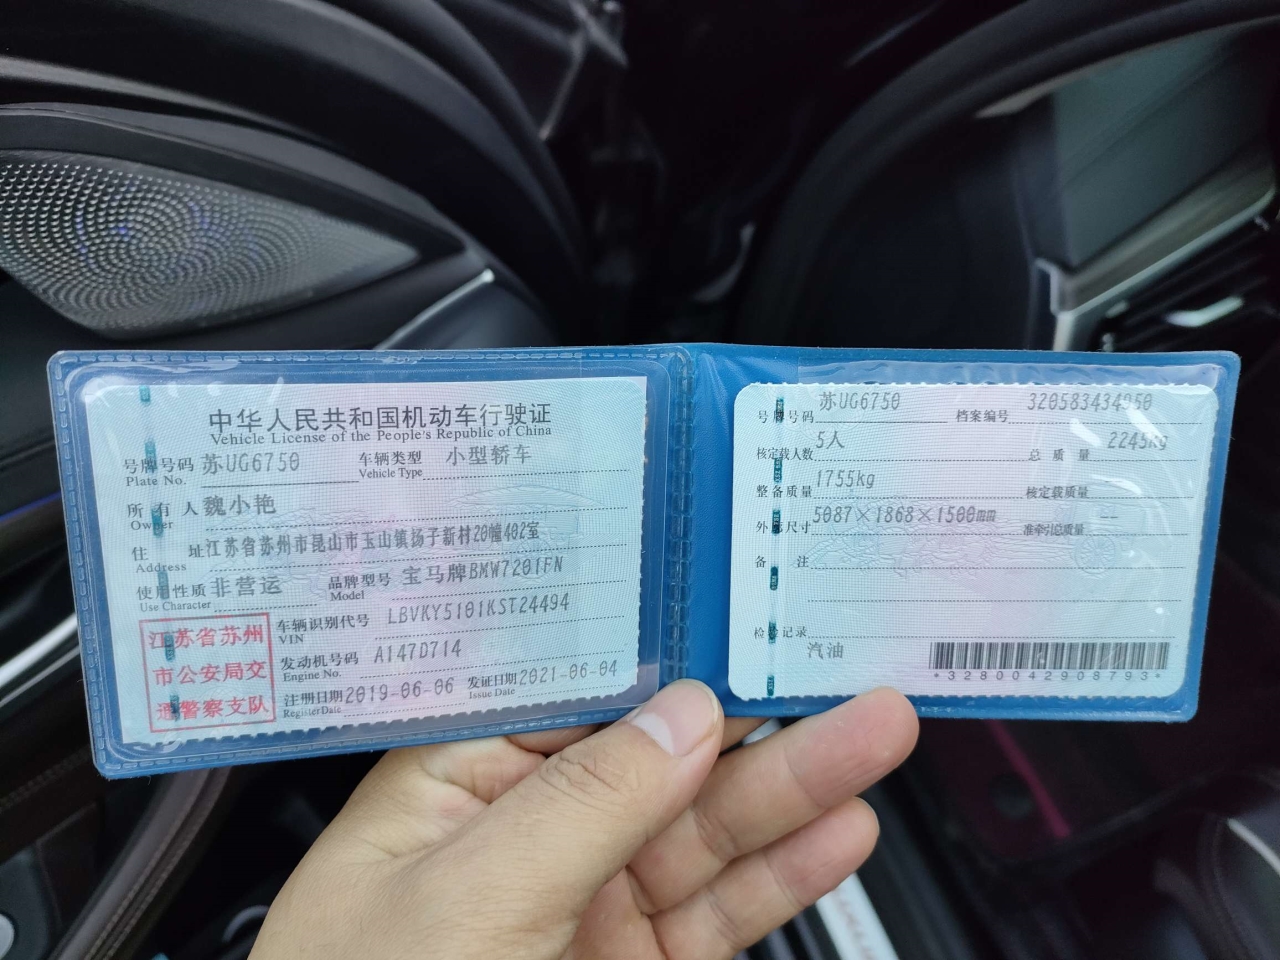 中华人民共和国机动车行驶证
Vehicle License of the People's Republic of China
号牌号码 苏UG6750 车辆类型 小型轿车
Plate No. Vehicle Type
所有人 魏小艳
Owner
住址 江苏省苏州市昆山市玉山镇扬子新村20幢402室
Address
使用性质 非营运 品牌型号 宝马牌BMW7201FN
Use Character Model
江苏省苏州
市公安局交
通警察支队
车辆识别代号 LBVKY5101KST24494
VIN
发动机号码 A147D714
Engine No.
注册日期 2019-06-06 发证日期 2021-06-04
Register Date Issue Date
号牌号码 苏UG6750 档案编号 320583434950
核定载人数 5人 总质量 2245kg
整备质量 1755kg 核定载质量 --
外廓尺寸 5087×1868×1500mm 准牵引总质量 --
备注
检验记录
汽油
*3280042908793*